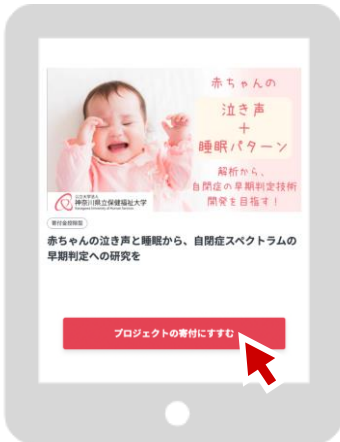 赤ちゃんの
泣き声
+
睡眠パターン
解析から、
自閉症の早期判定技術
開発を目指す！
公立大学法人
神奈川県立保健福祉大学
Kanagawa University of Human Services
寄付金控除型
赤ちゃんの泣き声と睡眠から、自閉症スペクトラムの
早期判定への研究を
プロジェクトの寄付にすすむ